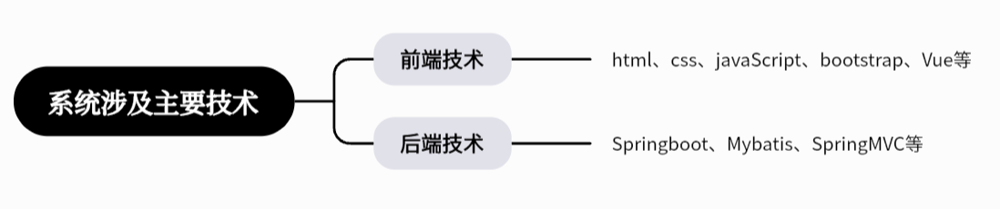 系统涉及主要技术
前端技术
html、css、javaScript、bootstrap、Vue等
后端技术
Springboot、Mybatis、SpringMVC等